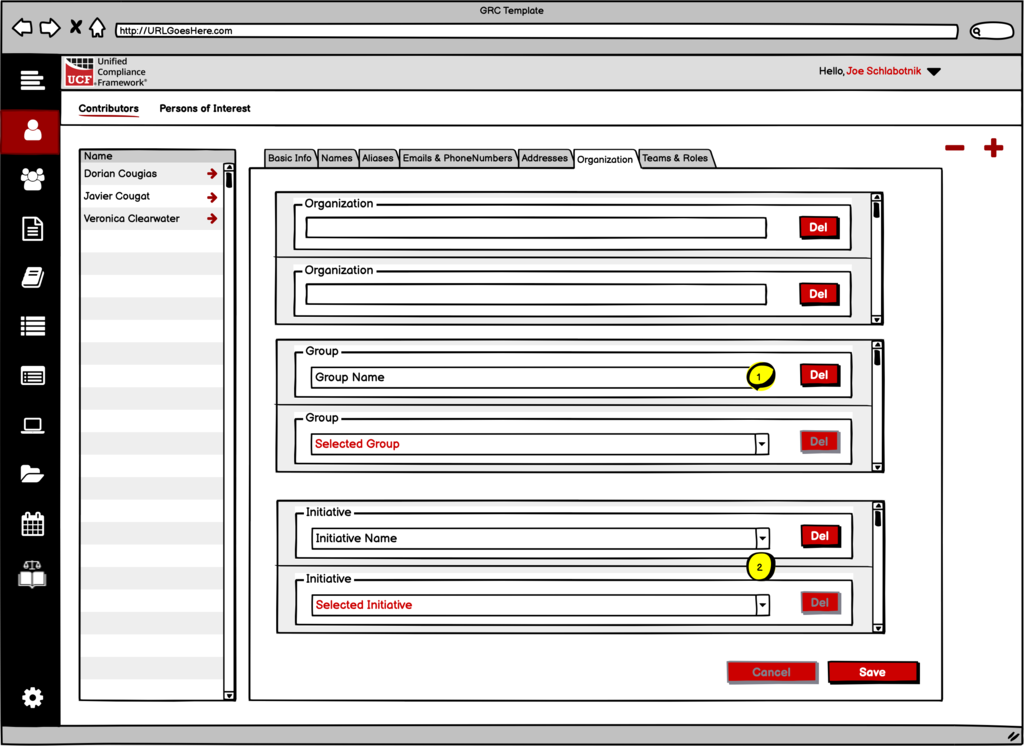 GRC Template
http://URLGoesHere.com
UCF
Unified
Compliance
Framework®
Hello, Joe Schlabotnik
Contributors Persons of Interest
Name
Dorian Cougias
Javier Cougat
Veronica Clearwater
Basic Info Names Aliases Emails & PhoneNumbers Addresses Organization Teams & Roles
Organization
Del
Organization
Del
Group
Group Name
1
Del
Group
Selected Group
Del
Initiative
Initiative Name
Del
2
Initiative
Selected Initiative
Del
Cancel Save